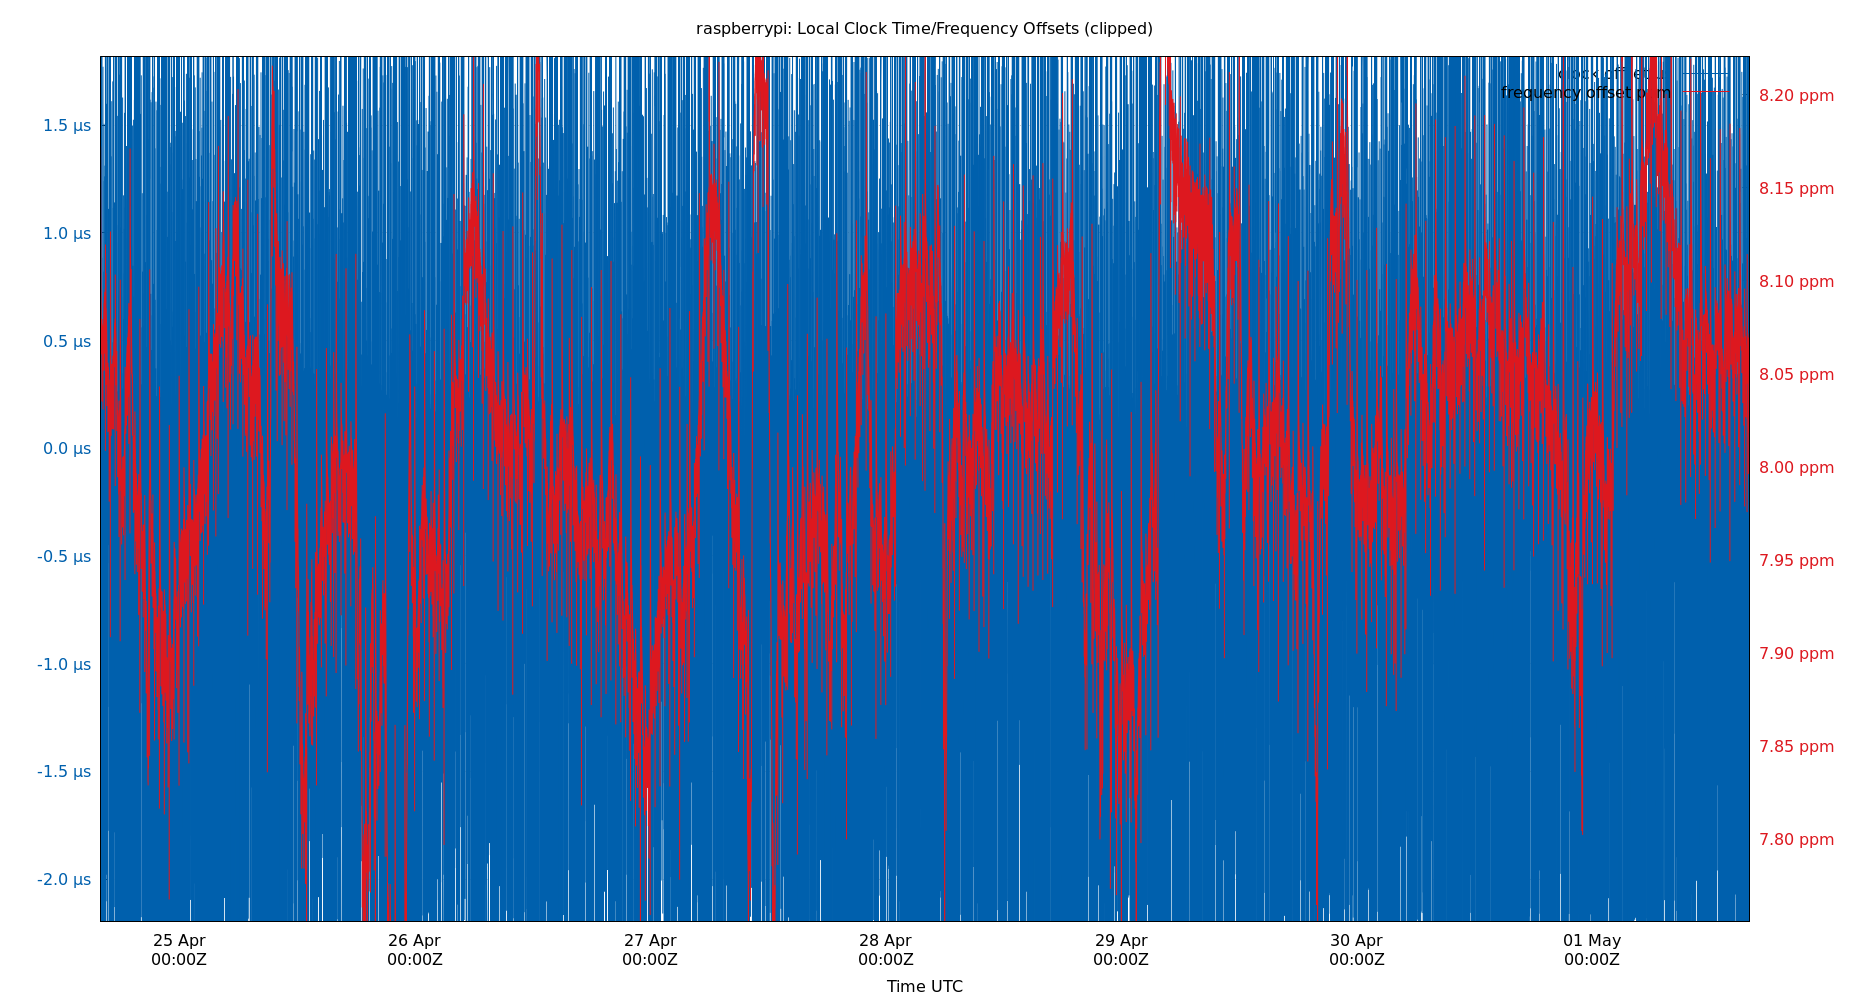 raspberrypi: Local Clock Time/Frequency Offsets (clipped)
clock offset
frequency offset ppm
1.5 µs
1.0 µs
0.5 µs
0.0 µs
-0.5 µs
-1.0 µs
-1.5 µs
-2.0 µs
8.20 ppm
8.15 ppm
8.10 ppm
8.05 ppm
8.00 ppm
7.95 ppm
7.90 ppm
7.85 ppm
7.80 ppm
25 Apr
00:00Z
26 Apr
00:00Z
27 Apr
00:00Z
28 Apr
00:00Z
29 Apr
00:00Z
30 Apr
00:00Z
01 May
00:00Z
Time UTC